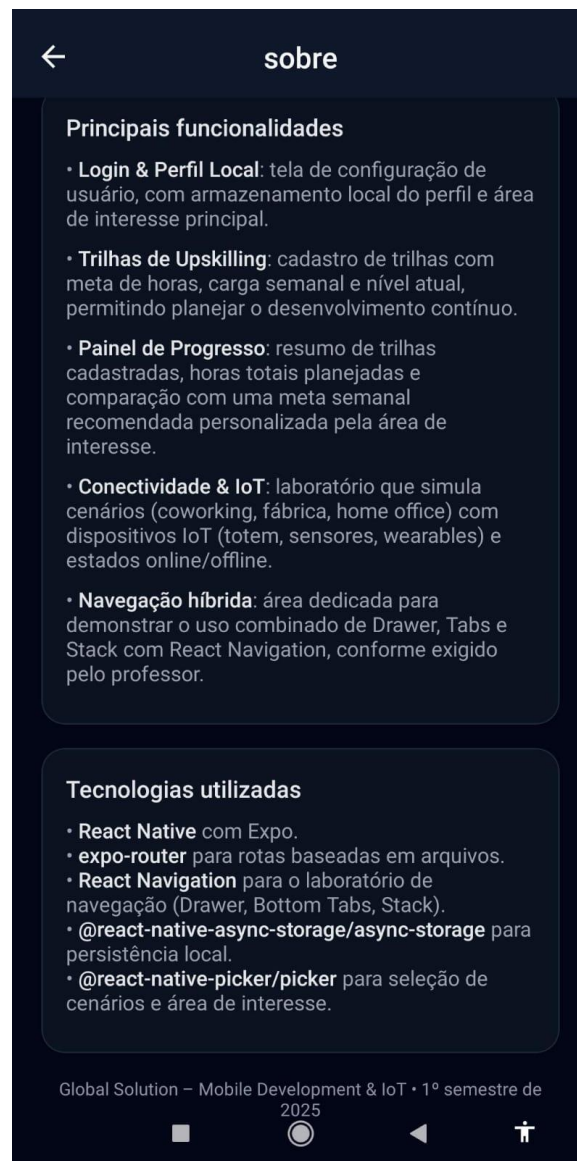 sobre
Principais funcionalidades
• Login & Perfil Local: tela de configuração de
usuário, com armazenamento local do perfil e área
de interesse principal.
• Trilhas de Upskilling: cadastro de trilhas com
meta de horas, carga semanal e nível atual,
permitindo planejar o desenvolvimento contínuo.
• Painel de Progresso: resumo de trilhas
cadastradas, horas totais planejadas e
comparação com uma meta semanal
recomendada personalizada pela área de
interesse.
• Conectividade & IoT: laboratório que simula
cenários (coworking, fábrica, home office) com
dispositivos IoT (totem, sensores, wearables) e
estados online/offline.
• Navegação híbrida: área dedicada para
demonstrar o uso combinado de Drawer, Tabs e
Stack com React Navigation, conforme exigido
pelo professor.
Tecnologias utilizadas
• React Native com Expo.
• expo-router para rotas baseadas em arquivos.
• React Navigation para o laboratório de
navegação (Drawer, Bottom Tabs, Stack).
• @react-native-async-storage/async-storage para
persistência local.
• @react-native-picker/picker para seleção de
cenários e área de interesse.
Global Solution – Mobile Development & IoT • 1º semestre de
2025